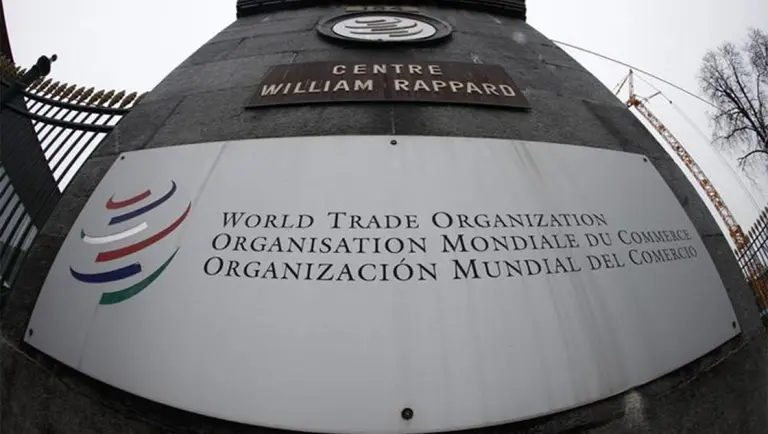 CENTRE
WILLIAM RAPPARD
WORLD TRADE ORGANIZATION
ORGANISATION MONDIALE DU COMMERCE
ORGANIZACIÓN MUNDIAL DEL COMERCIO